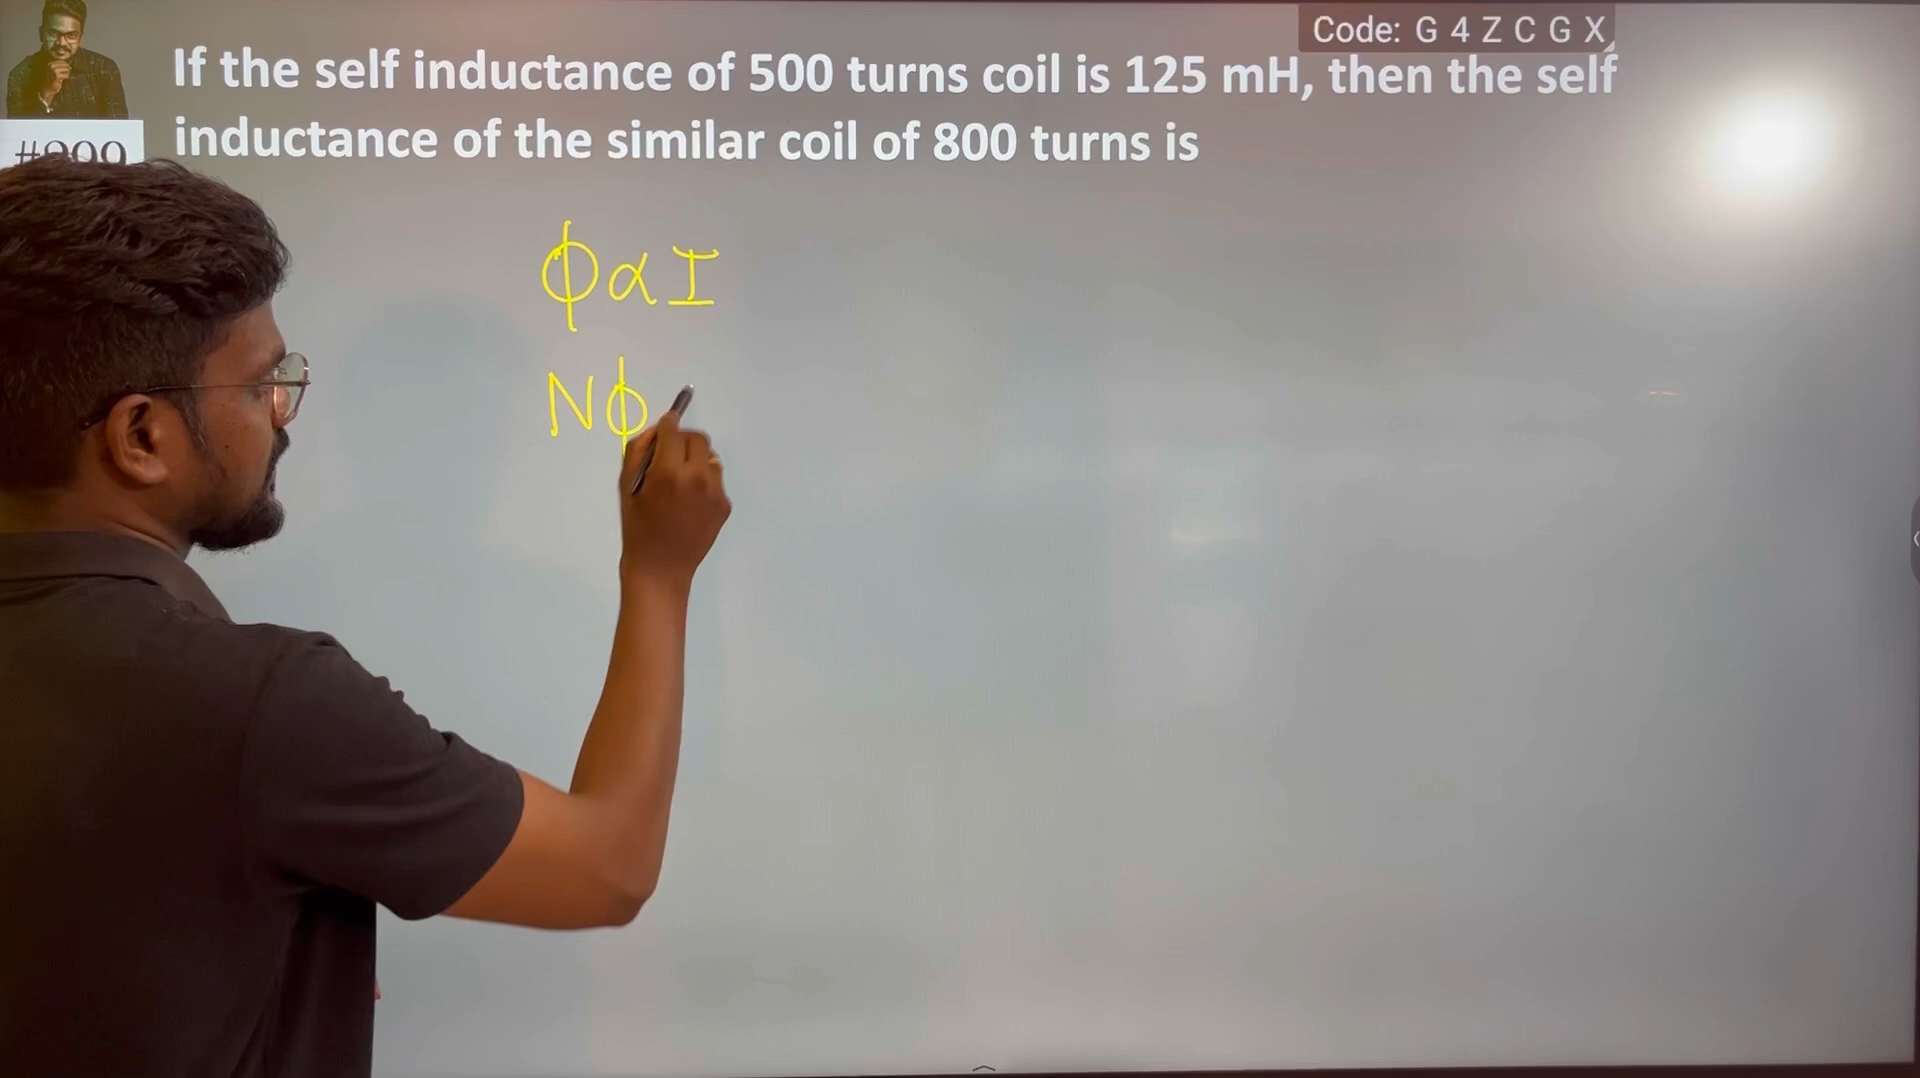 Code: G 4 Z C G X
If the self inductance of 500 turns coil is 125 mH, then the self
inductance of the similar coil of 800 turns is
ϕ α I
N ϕ